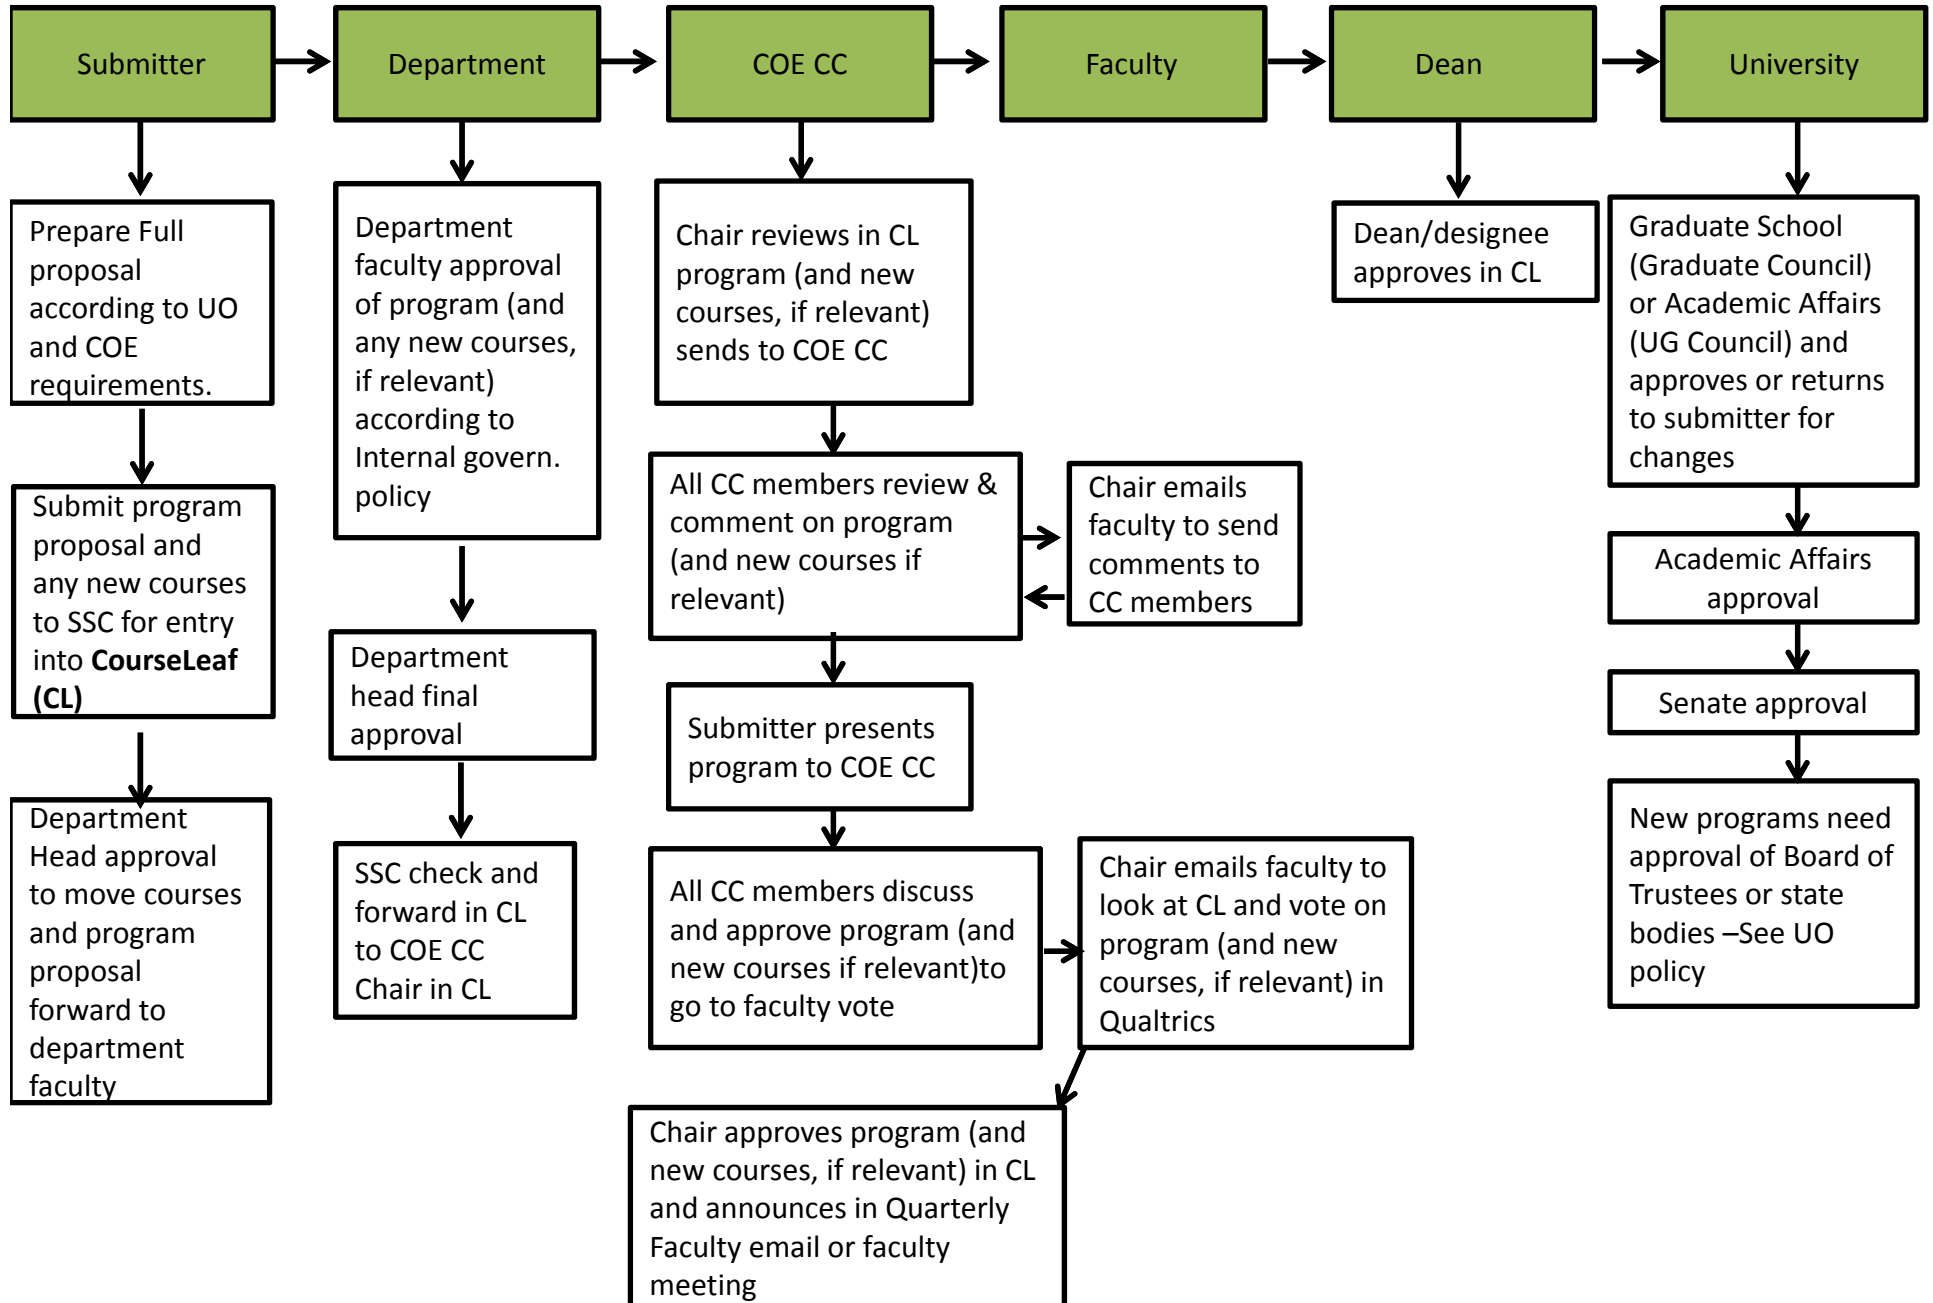 Submitter
Department
COE CC
Faculty
Dean
University
Prepare Full
proposal
according to UO
and COE
requirements.
Submit program
proposal and
any new courses
to SSC for entry
into CourseLeaf
(CL)
Department
Head approval
to move courses
and program
proposal
forward to
department
faculty
Department
faculty approval
of program (and
any new courses,
if relevant)
according to
Internal govern.
policy
Department
head final
approval
SSC check and
forward in CL
to COE CC
Chair in CL
Chair reviews in CL
program (and new
courses, if relevant)
sends to COE CC
All CC members review &
comment on program
(and new courses if
relevant)
Chair emails
faculty to send
comments to
CC members
Submitter presents
program to COE CC
All CC members discuss
and approve program (and
new courses if relevant)to
go to faculty vote
Chair emails faculty to
look at CL and vote on
program (and new
courses, if relevant) in
Qualtrics
Chair approves program (and
new courses, if relevant) in CL
and announces in Quarterly
Faculty email or faculty
meeting
Dean/designee
approves in CL
Graduate School
(Graduate Council)
or Academic Affairs
(UG Council) and
approves or returns
to submitter for
changes
Academic Affairs
approval
Senate approval
New programs need
approval of Board of
Trustees or state
bodies –See UO
policy